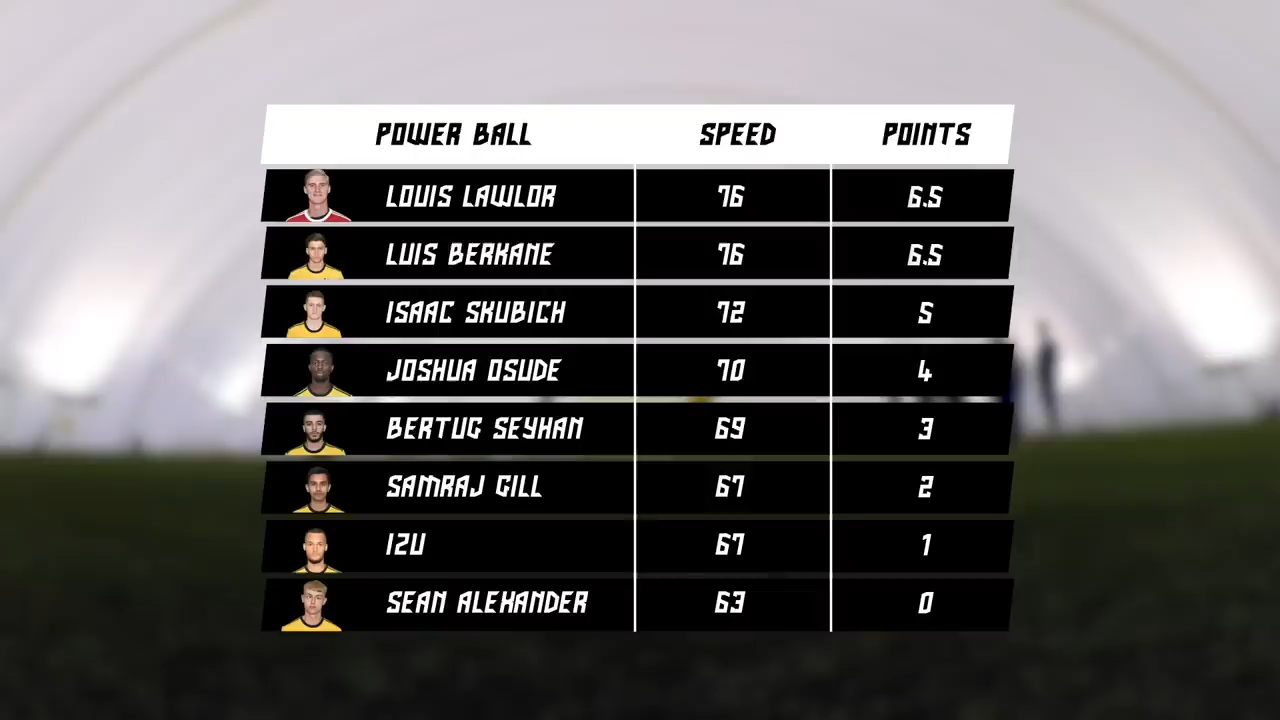 POWER BALL SPEED POINTS
LOUIS LAWLOR 76 6.5
LUIS BERKANE 76 6.5
ISAAC SKUBICH 72 5
JOSHUA OSUDE 70 4
BERTUG SEYHAN 69 3
SAMRAJ GILL 67 2
IZU 67 1
SEAN ALEXANDER 63 0